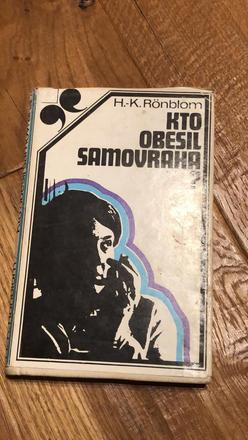 H.-K. Rönblom
KTO
OBESIL
SAMOVRAHA
?